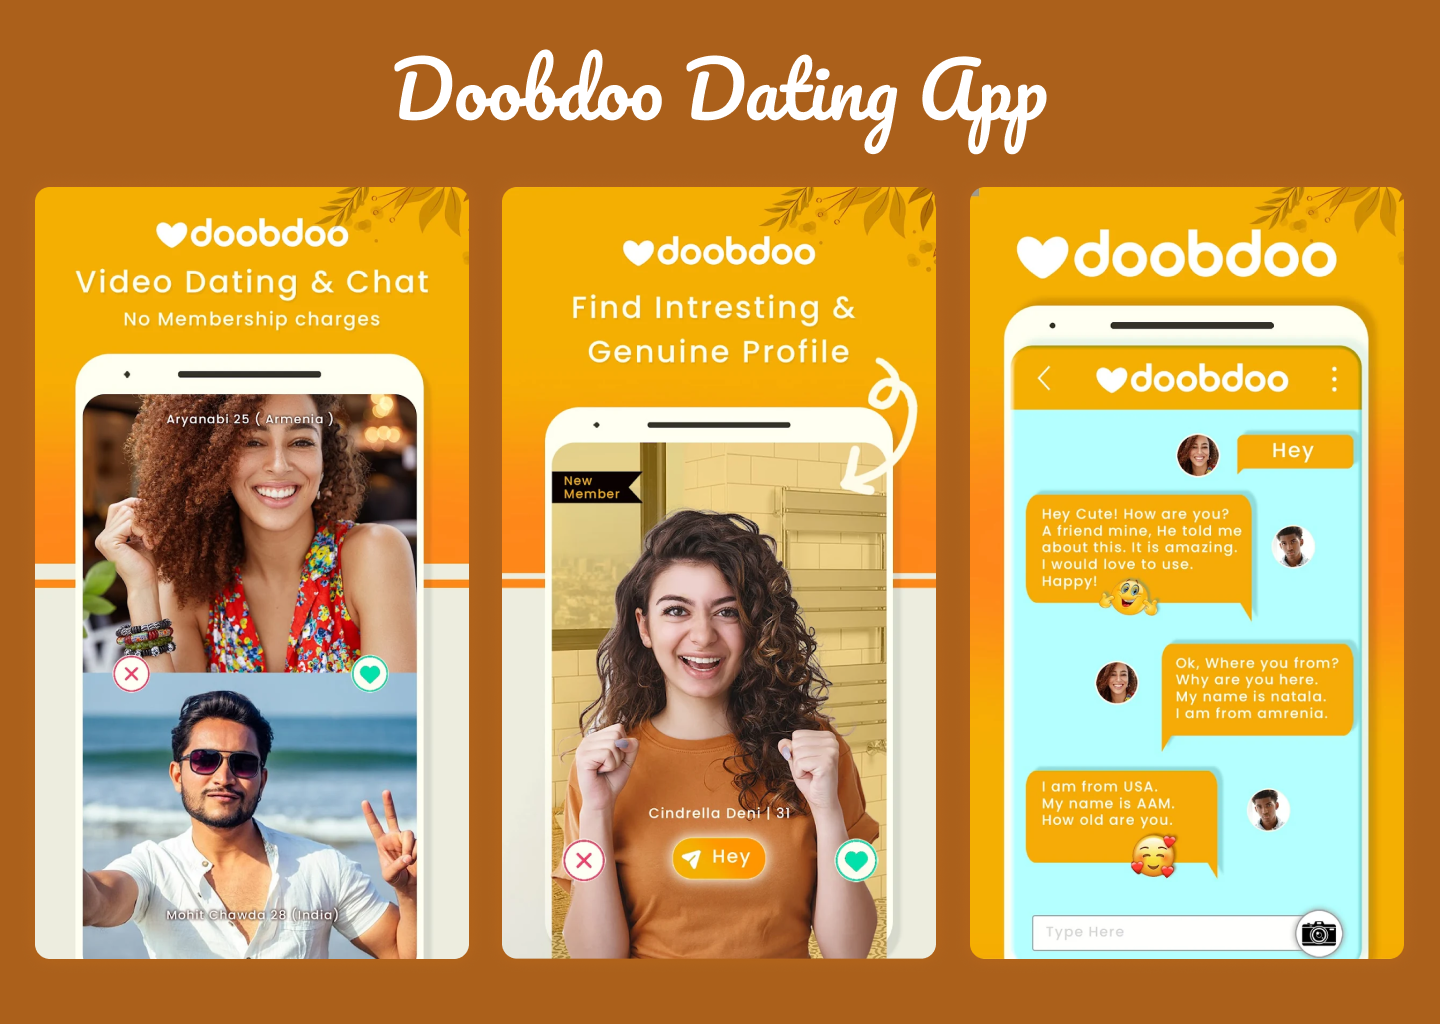 Doobdoo Dating App
doobdoo
Video Dating & Chat
No Membership charges
Aryanabi 25 ( Armenia )
Mohit Chawda 28 (India)
doobdoo
Find Intresting &
Genuine Profile
New
Member
Cindrella Deni | 31
Hey
doobdoo
doobdoo
Hey
Hey Cute! How are you?
A friend mine, He told me
about this. It is amazing.
I would love to use.
Happy!
Ok, Where you from?
Why are you here.
My name is natala.
I am from amrenia.
I am from USA.
My name is AAM.
How old are you.
Type Here